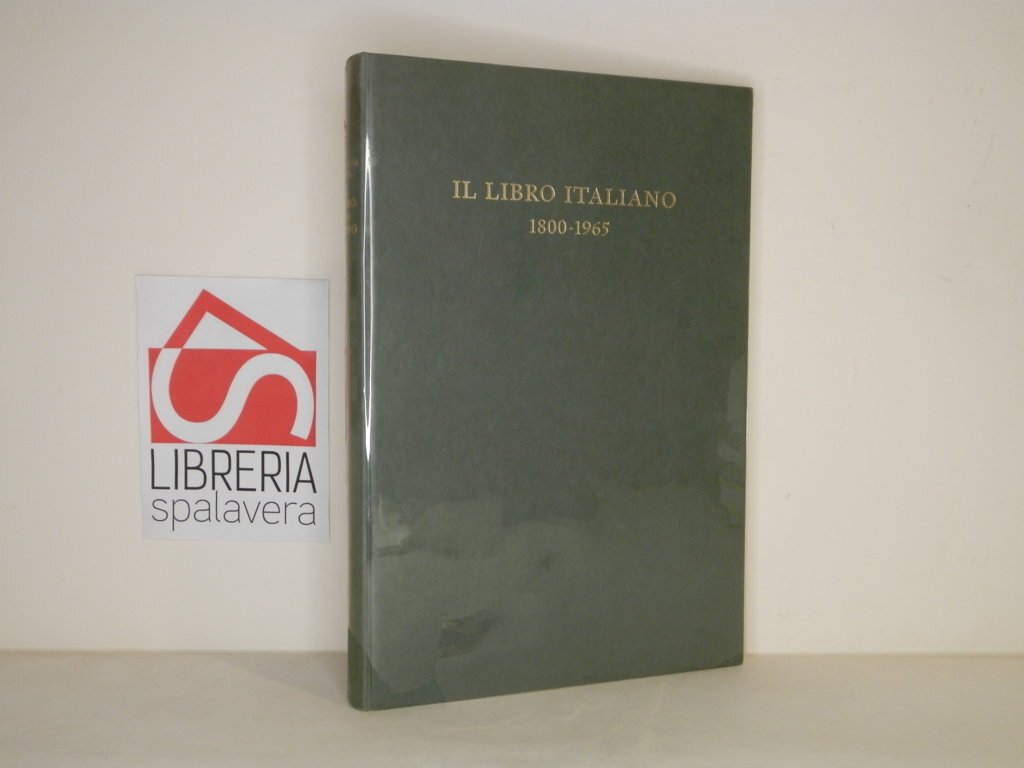 IL LIBRO ITALIANO
1800-1965
LIBRERIA
spalavera